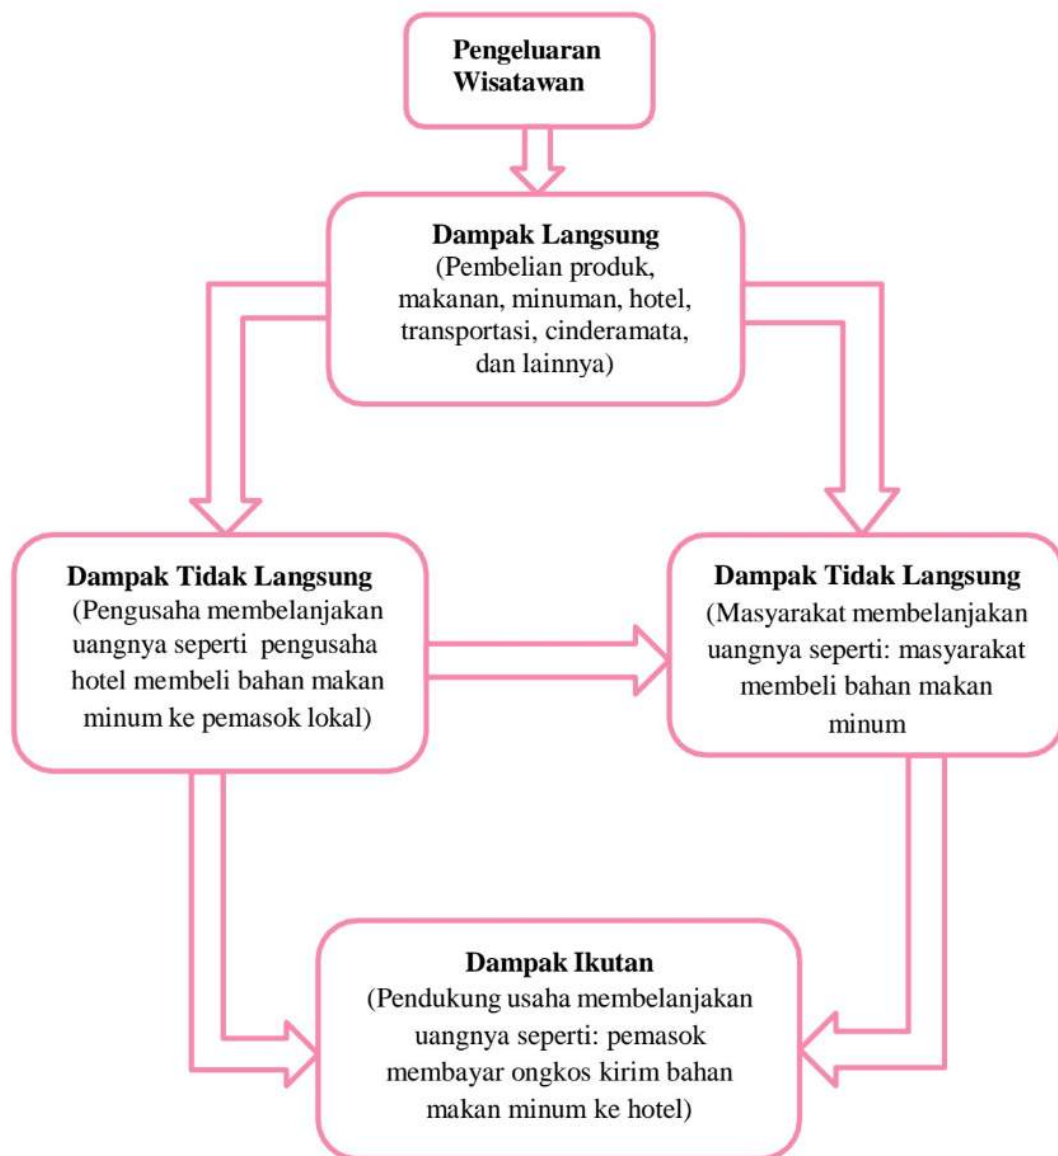 Pengeluaran
Wisatawan
Dampak Langsung
(Pembelian produk,
makanan, minuman, hotel,
transportasi, cinderamata,
dan lainnya)
Dampak Tidak Langsung
(Pengusaha membelanjakan
uangnya seperti pengusaha
hotel membeli bahan makan
minum ke pemasok lokal)
Dampak Tidak Langsung
(Masyarakat membelanjakan
uangnya seperti: masyarakat
membeli bahan makan
minum
Dampak Ikutan
(Pendukung usaha membelanjakan
uangnya seperti: pemasok
membayar ongkos kirim bahan
makan minum ke hotel)